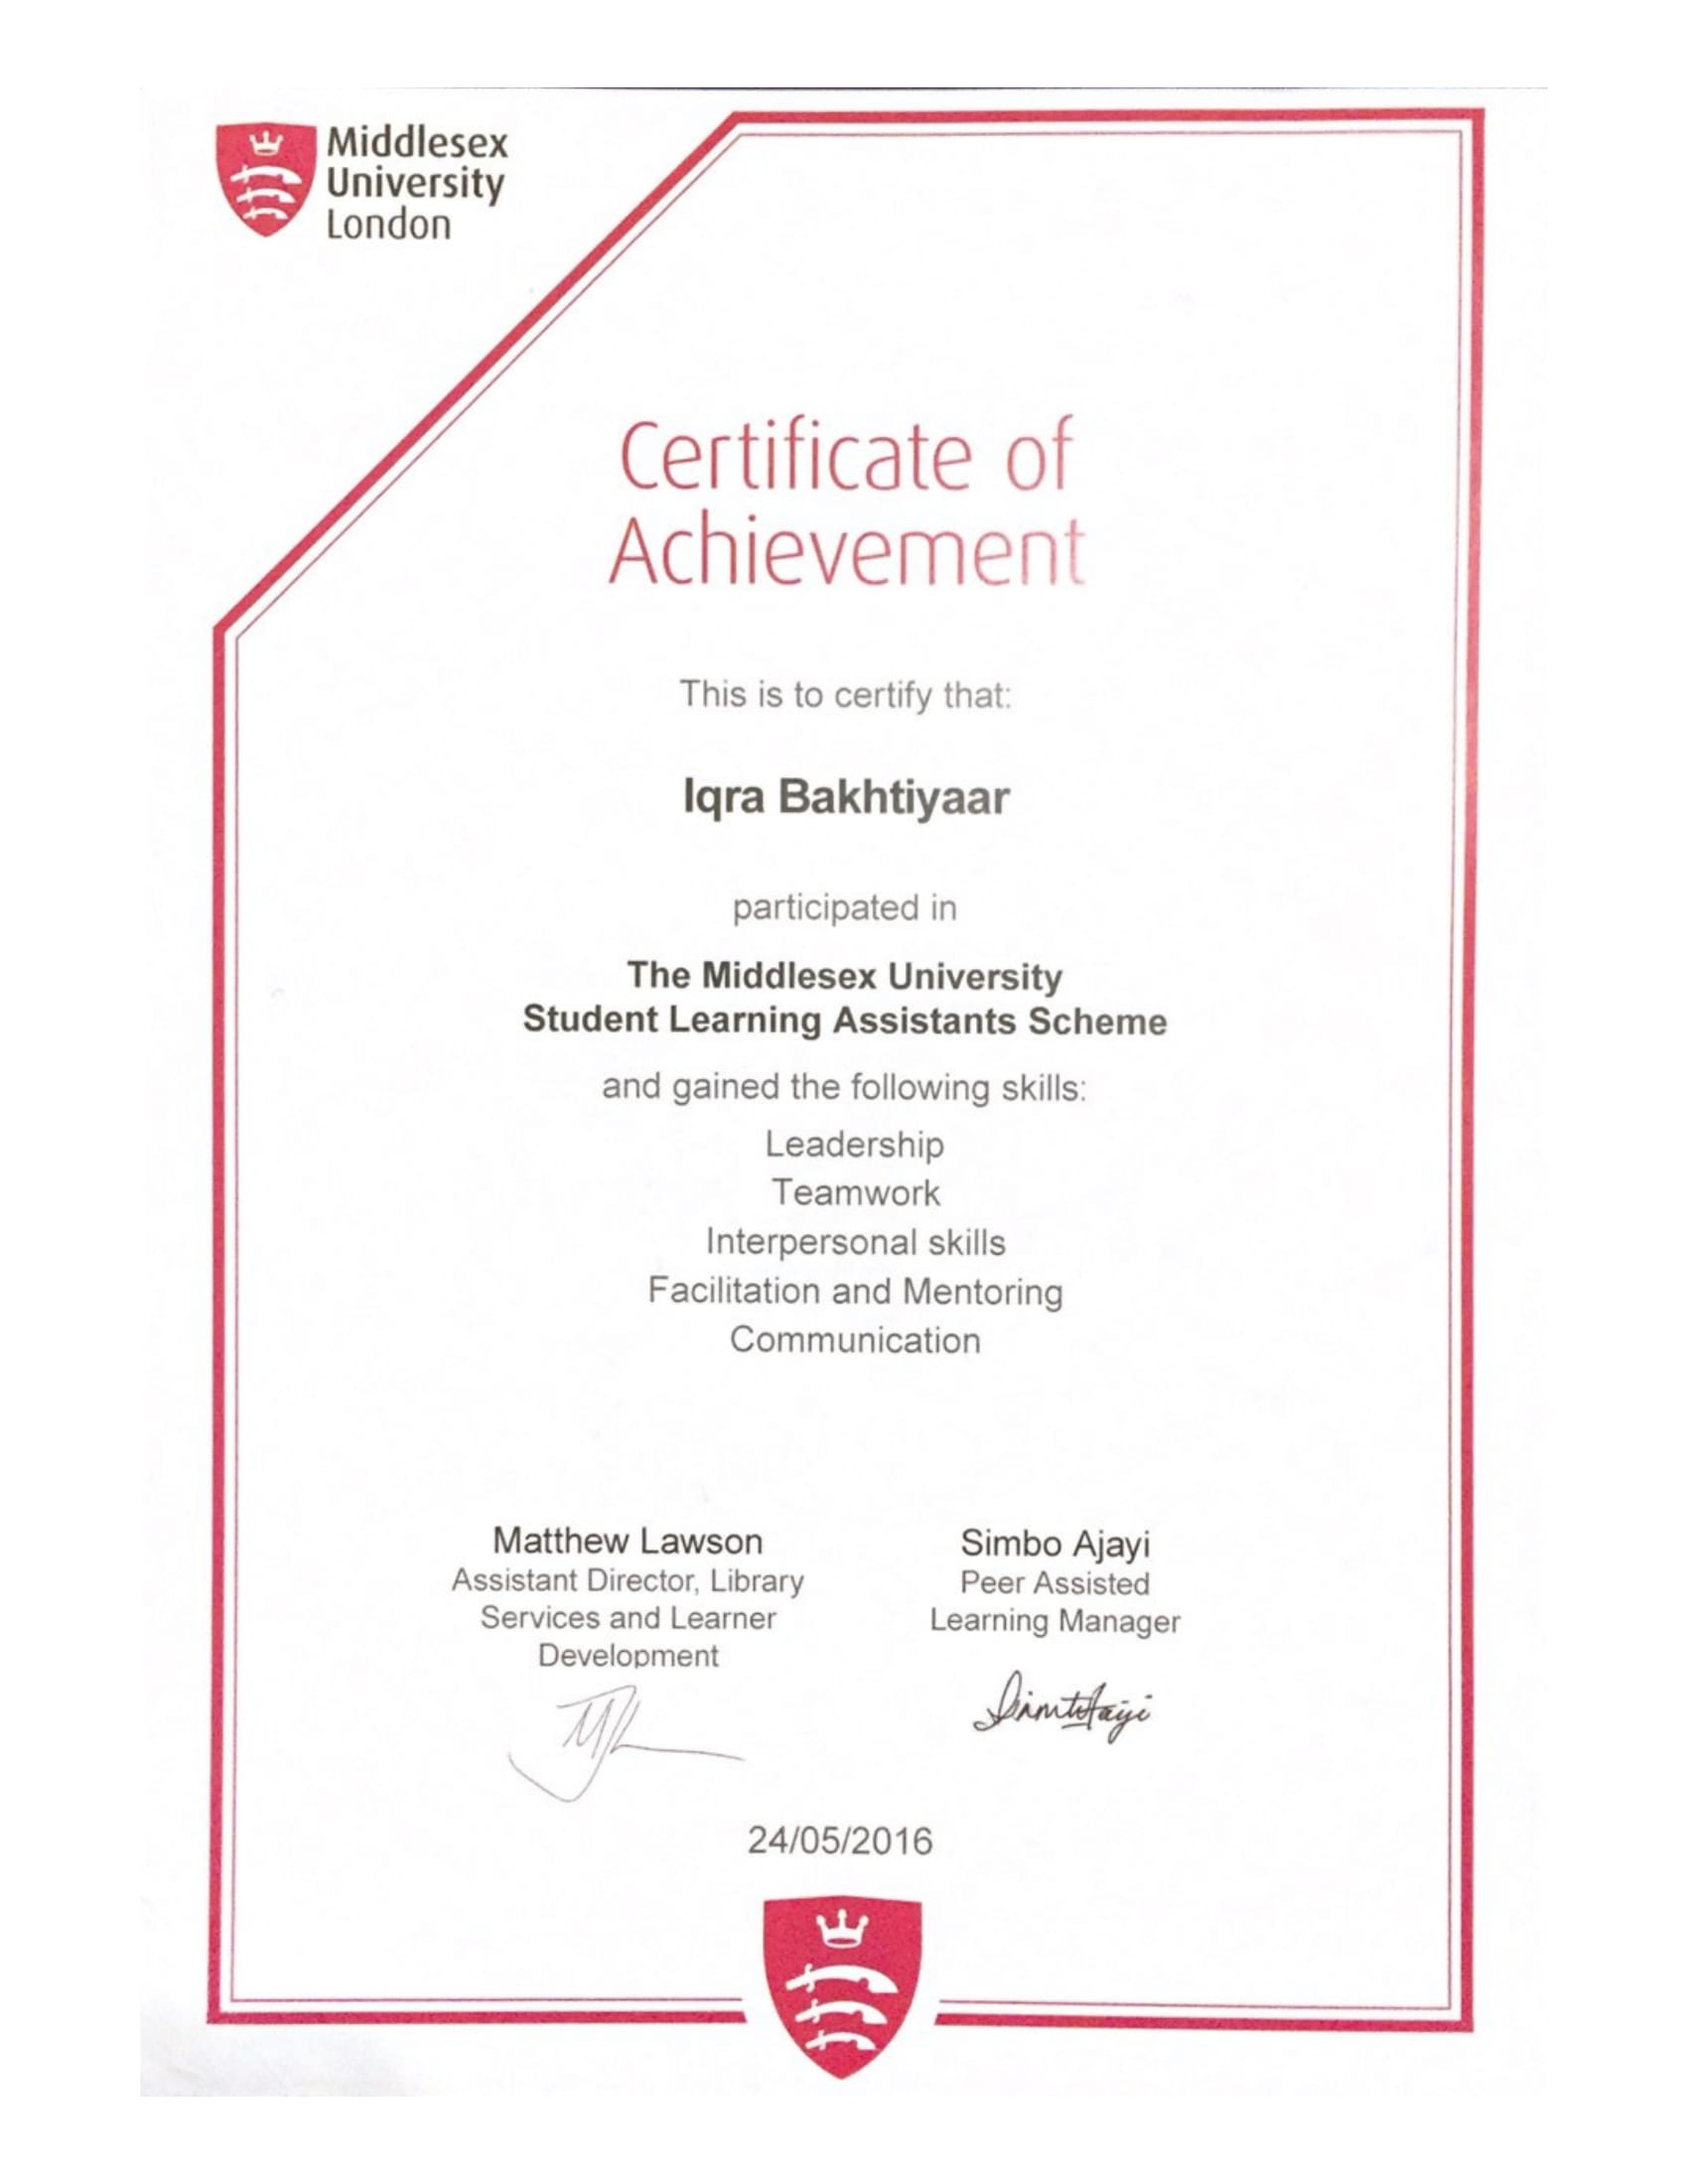 Middlesex
University
London
Certificate of
Achievement
This is to certify that:
Iqra Bakhtiyaar
participated in
The Middlesex University
Student Learning Assistants Scheme
and gained the following skills:
Leadership
Teamwork
Interpersonal skills
Facilitation and Mentoring
Communication
Matthew Lawson
Assistant Director, Library
Services and Learner
Development
Simbo Ajayi
Peer Assisted
Learning Manager
24/05/2016